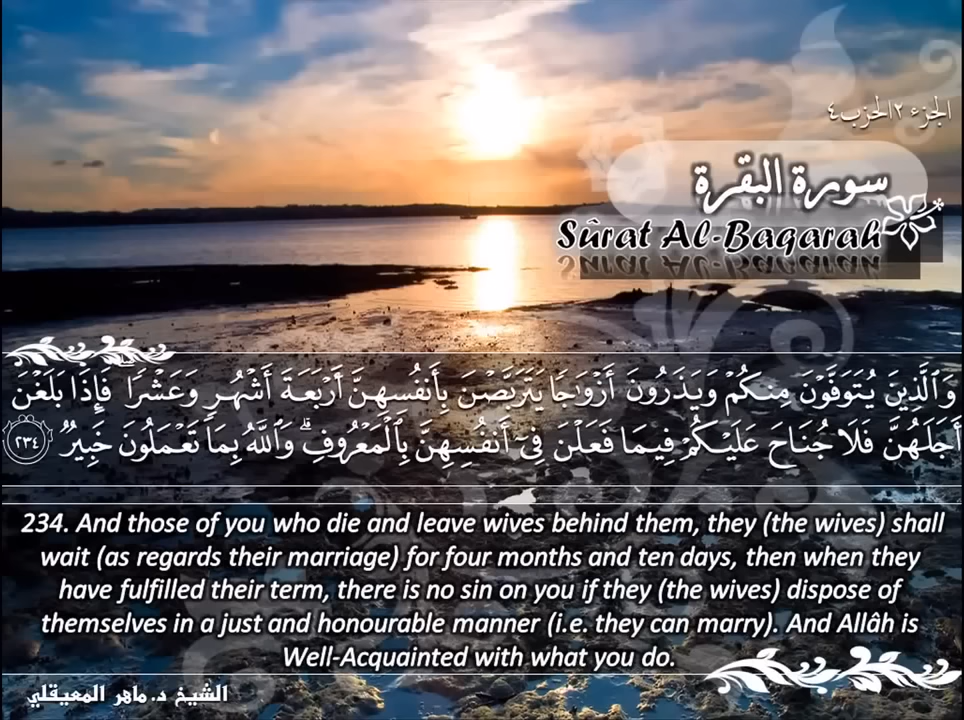 الجزء ٢ الحزب ٤
سورة البقرة
Sûrat Al-Baqarah
وَٱلَّذِينَ يُتَوَفَّوْنَ مِنكُمْ وَيَذَرُونَ أَزْوَٰجًا يَتَرَبَّصْنَ بِأَنفُسِهِنَّ أَرْبَعَةَ أَشْهُرٍ وَعَشْرًا ۖ فَإِذَا بَلَغْنَ
أَجَلَهُنَّ فَلَا جُنَاحَ عَلَيْكُمْ فِيمَا فَعَلْنَ فِىٓ أَنفُسِهِنَّ بِٱلْمَعْرُوفِ ۗ وَٱللَّهُ بِمَا تَعْمَلُونَ خَبِيرٌ ٢٣٤
234. And those of you who die and leave wives behind them, they (the wives) shall
wait (as regards their marriage) for four months and ten days, then when they
have fulfilled their term, there is no sin on you if they (the wives) dispose of
themselves in a just and honourable manner (i.e. they can marry). And Allâh is
Well-Acquainted with what you do.
الشيخ د. ماهر المعيقلي